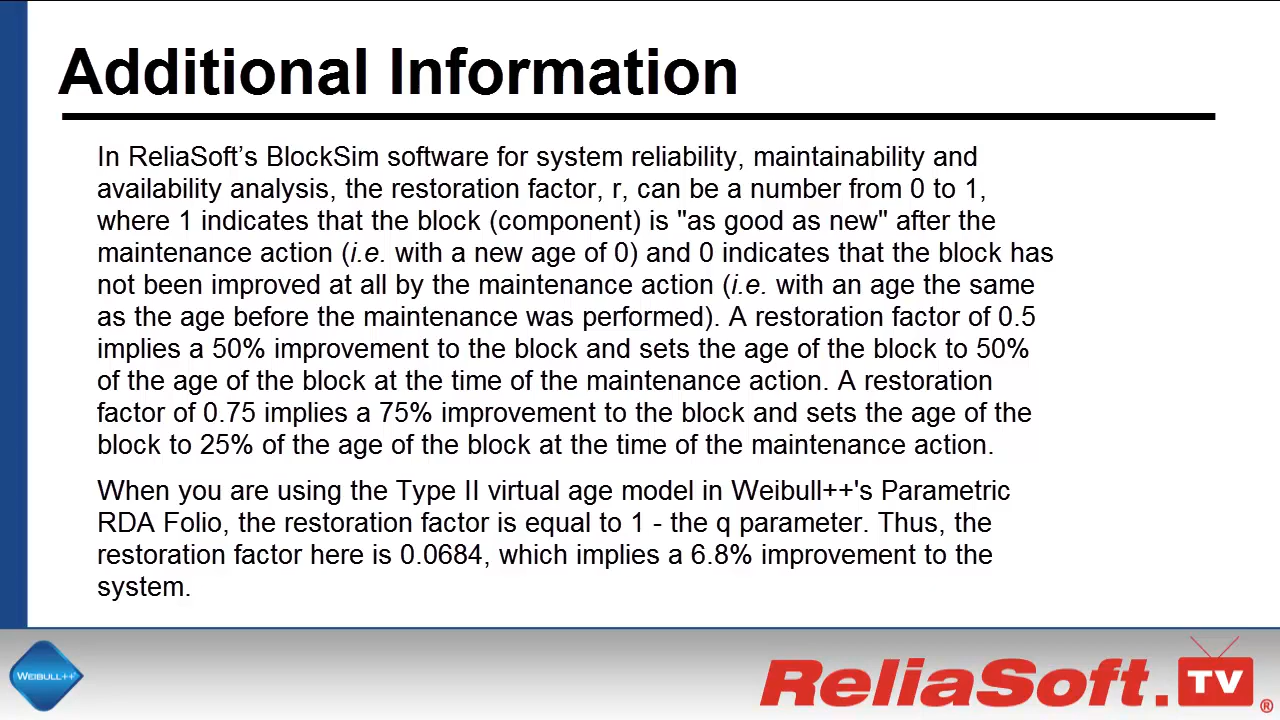 Additional Information
In ReliaSoft’s BlockSim software for system reliability, maintainability and
availability analysis, the restoration factor, r, can be a number from 0 to 1,
where 1 indicates that the block (component) is "as good as new" after the
maintenance action (i.e. with a new age of 0) and 0 indicates that the block has
not been improved at all by the maintenance action (i.e. with an age the same
as the age before the maintenance was performed). A restoration factor of 0.5
implies a 50% improvement to the block and sets the age of the block to 50%
of the age of the block at the time of the maintenance action. A restoration
factor of 0.75 implies a 75% improvement to the block and sets the age of the
block to 25% of the age of the block at the time of the maintenance action.
When you are using the Type II virtual age model in Weibull++'s Parametric
RDA Folio, the restoration factor is equal to 1 - the q parameter. Thus, the
restoration factor here is 0.0684, which implies a 6.8% improvement to the
system.
WEIBULL++
ReliaSoft.TV®